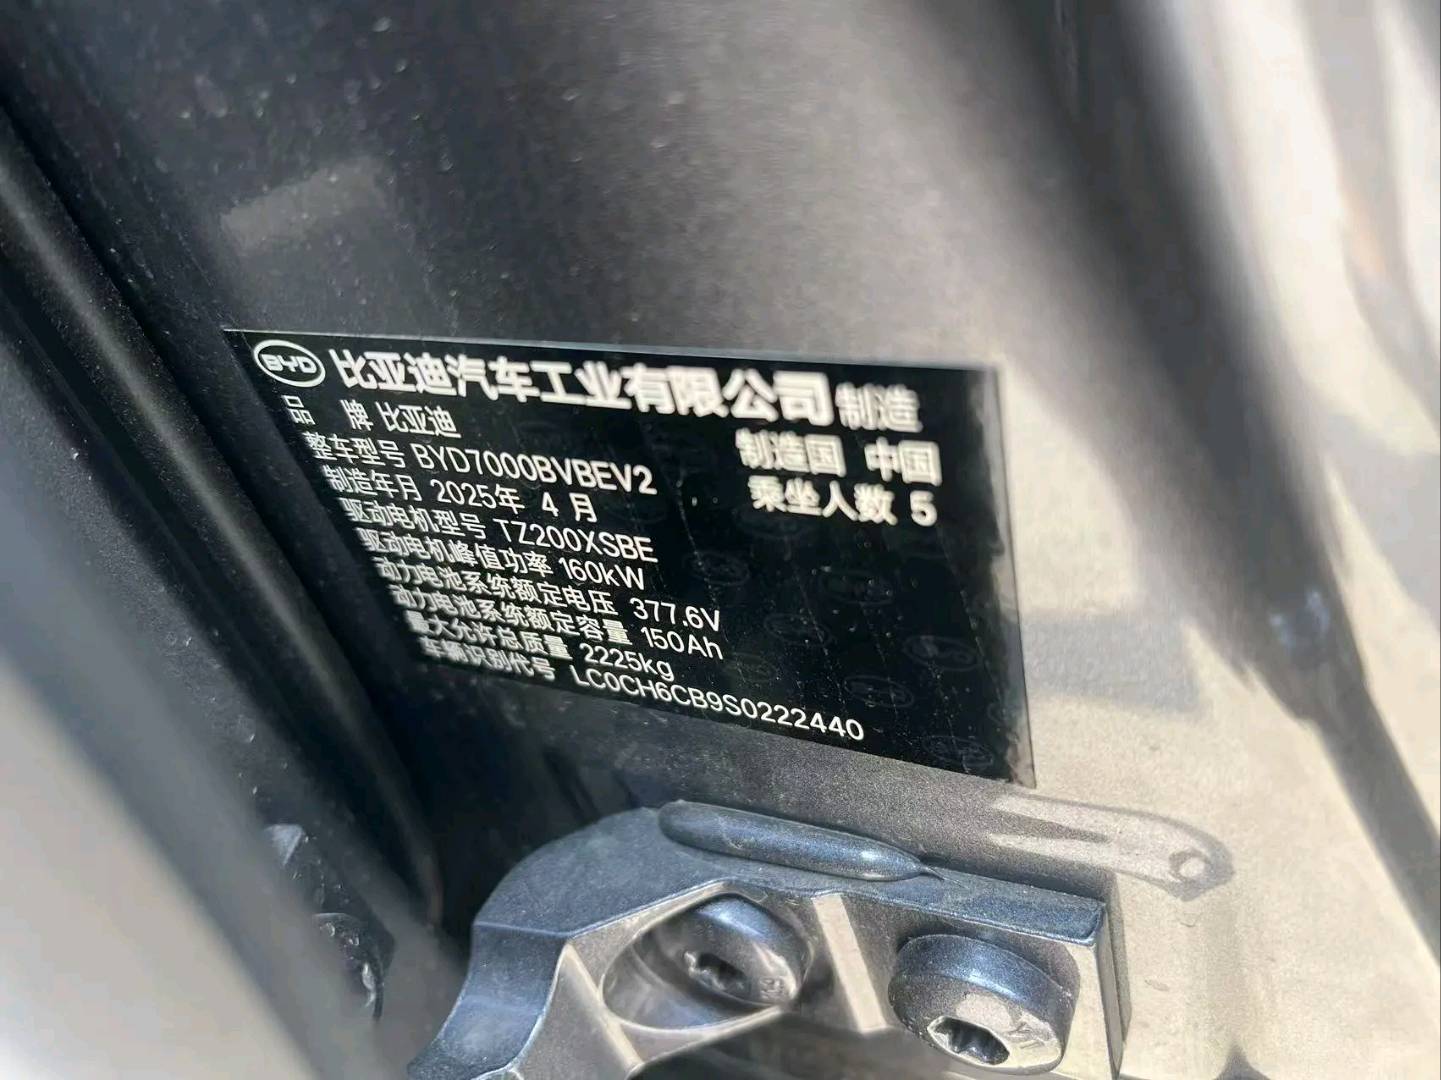 BYD 比亚迪汽车工业有限公司 制造
品 牌 比亚迪
制造国 中国
整车型号 BYD7000BVBEV2
乘坐人数 5
制造年月 2025年 4 月
驱动电机型号 TZ200XSBE
驱动电机峰值功率 160kW
动力电池系统额定电压 377.6V
动力电池系统额定容量 150Ah
最大允许总质量 2225kg
车辆识别代号 LC0CH6CB9S0222440